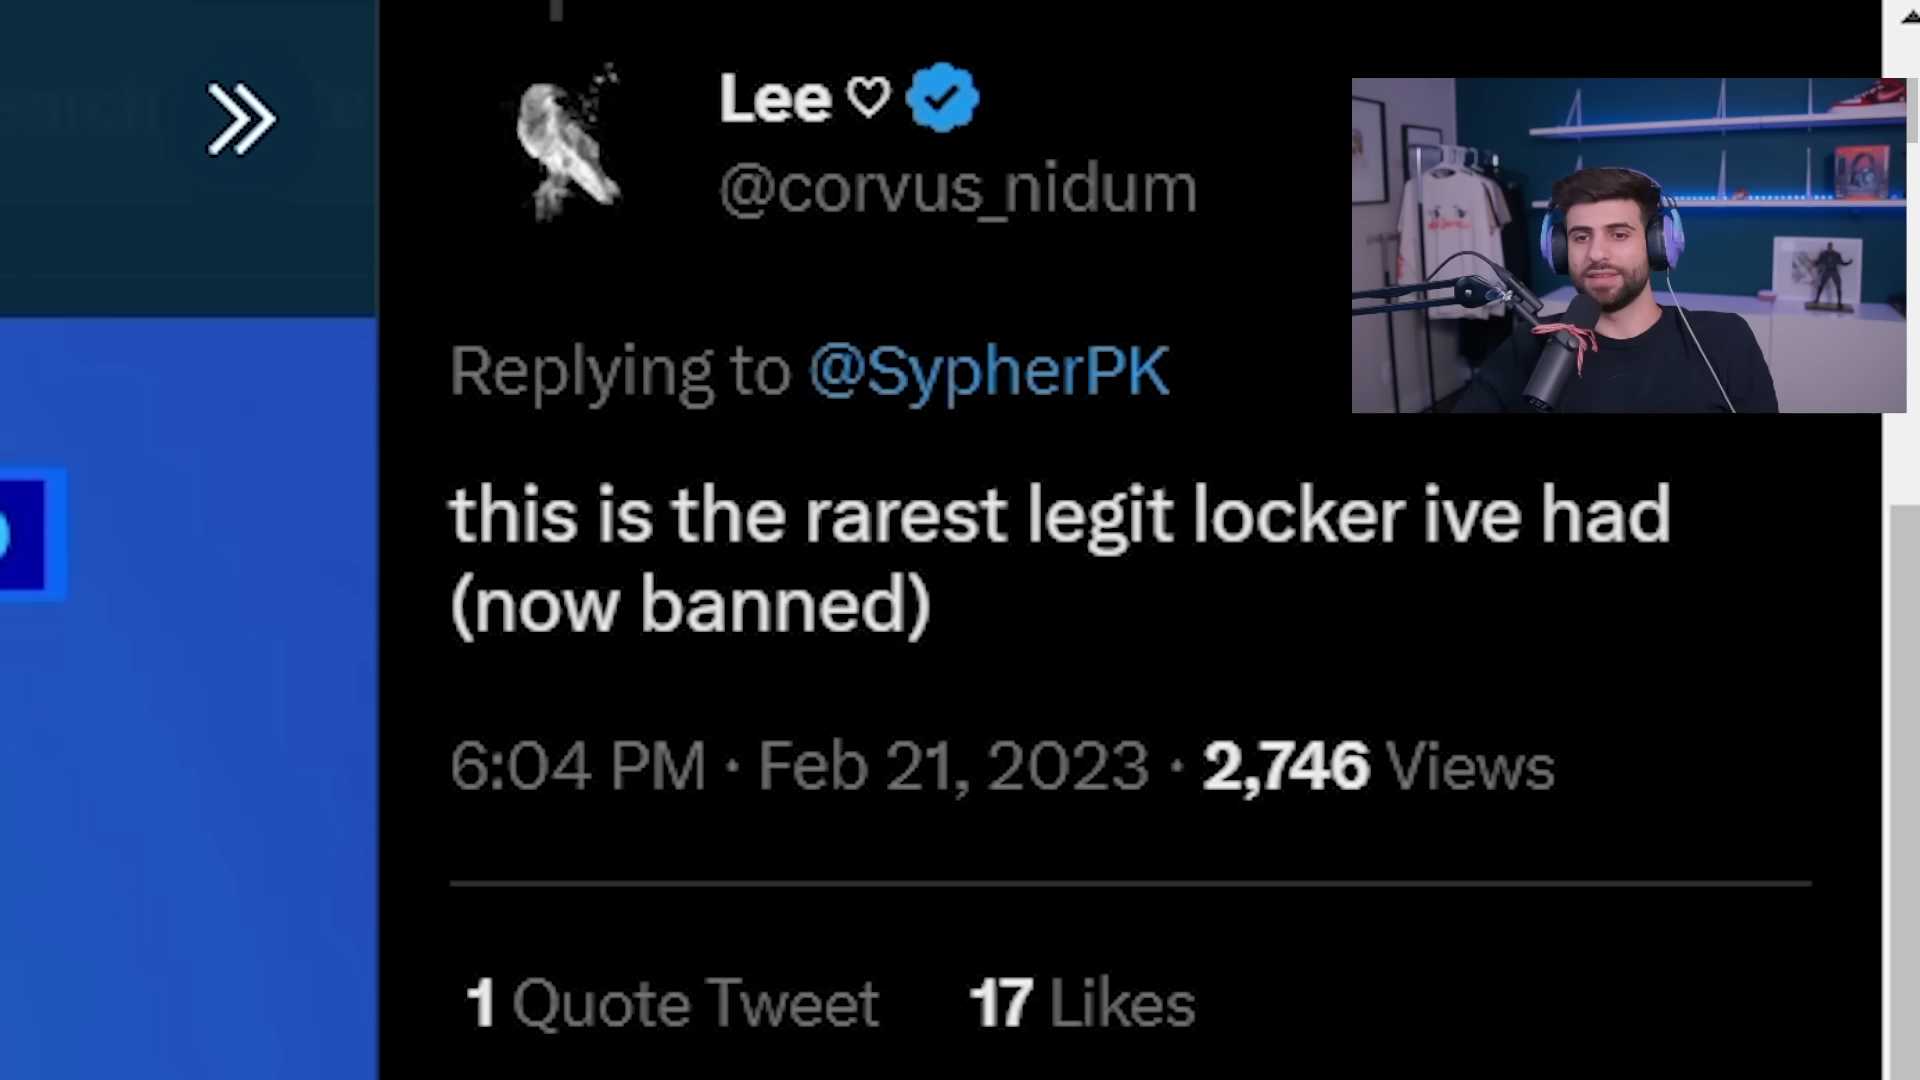 Lee ♡
@corvus_nidum
Replying to @SypherPK
this is the rarest legit locker ive had
(now banned)
6:04 PM · Feb 21, 2023 · 2,746 Views
1 Quote Tweet 17 Likes